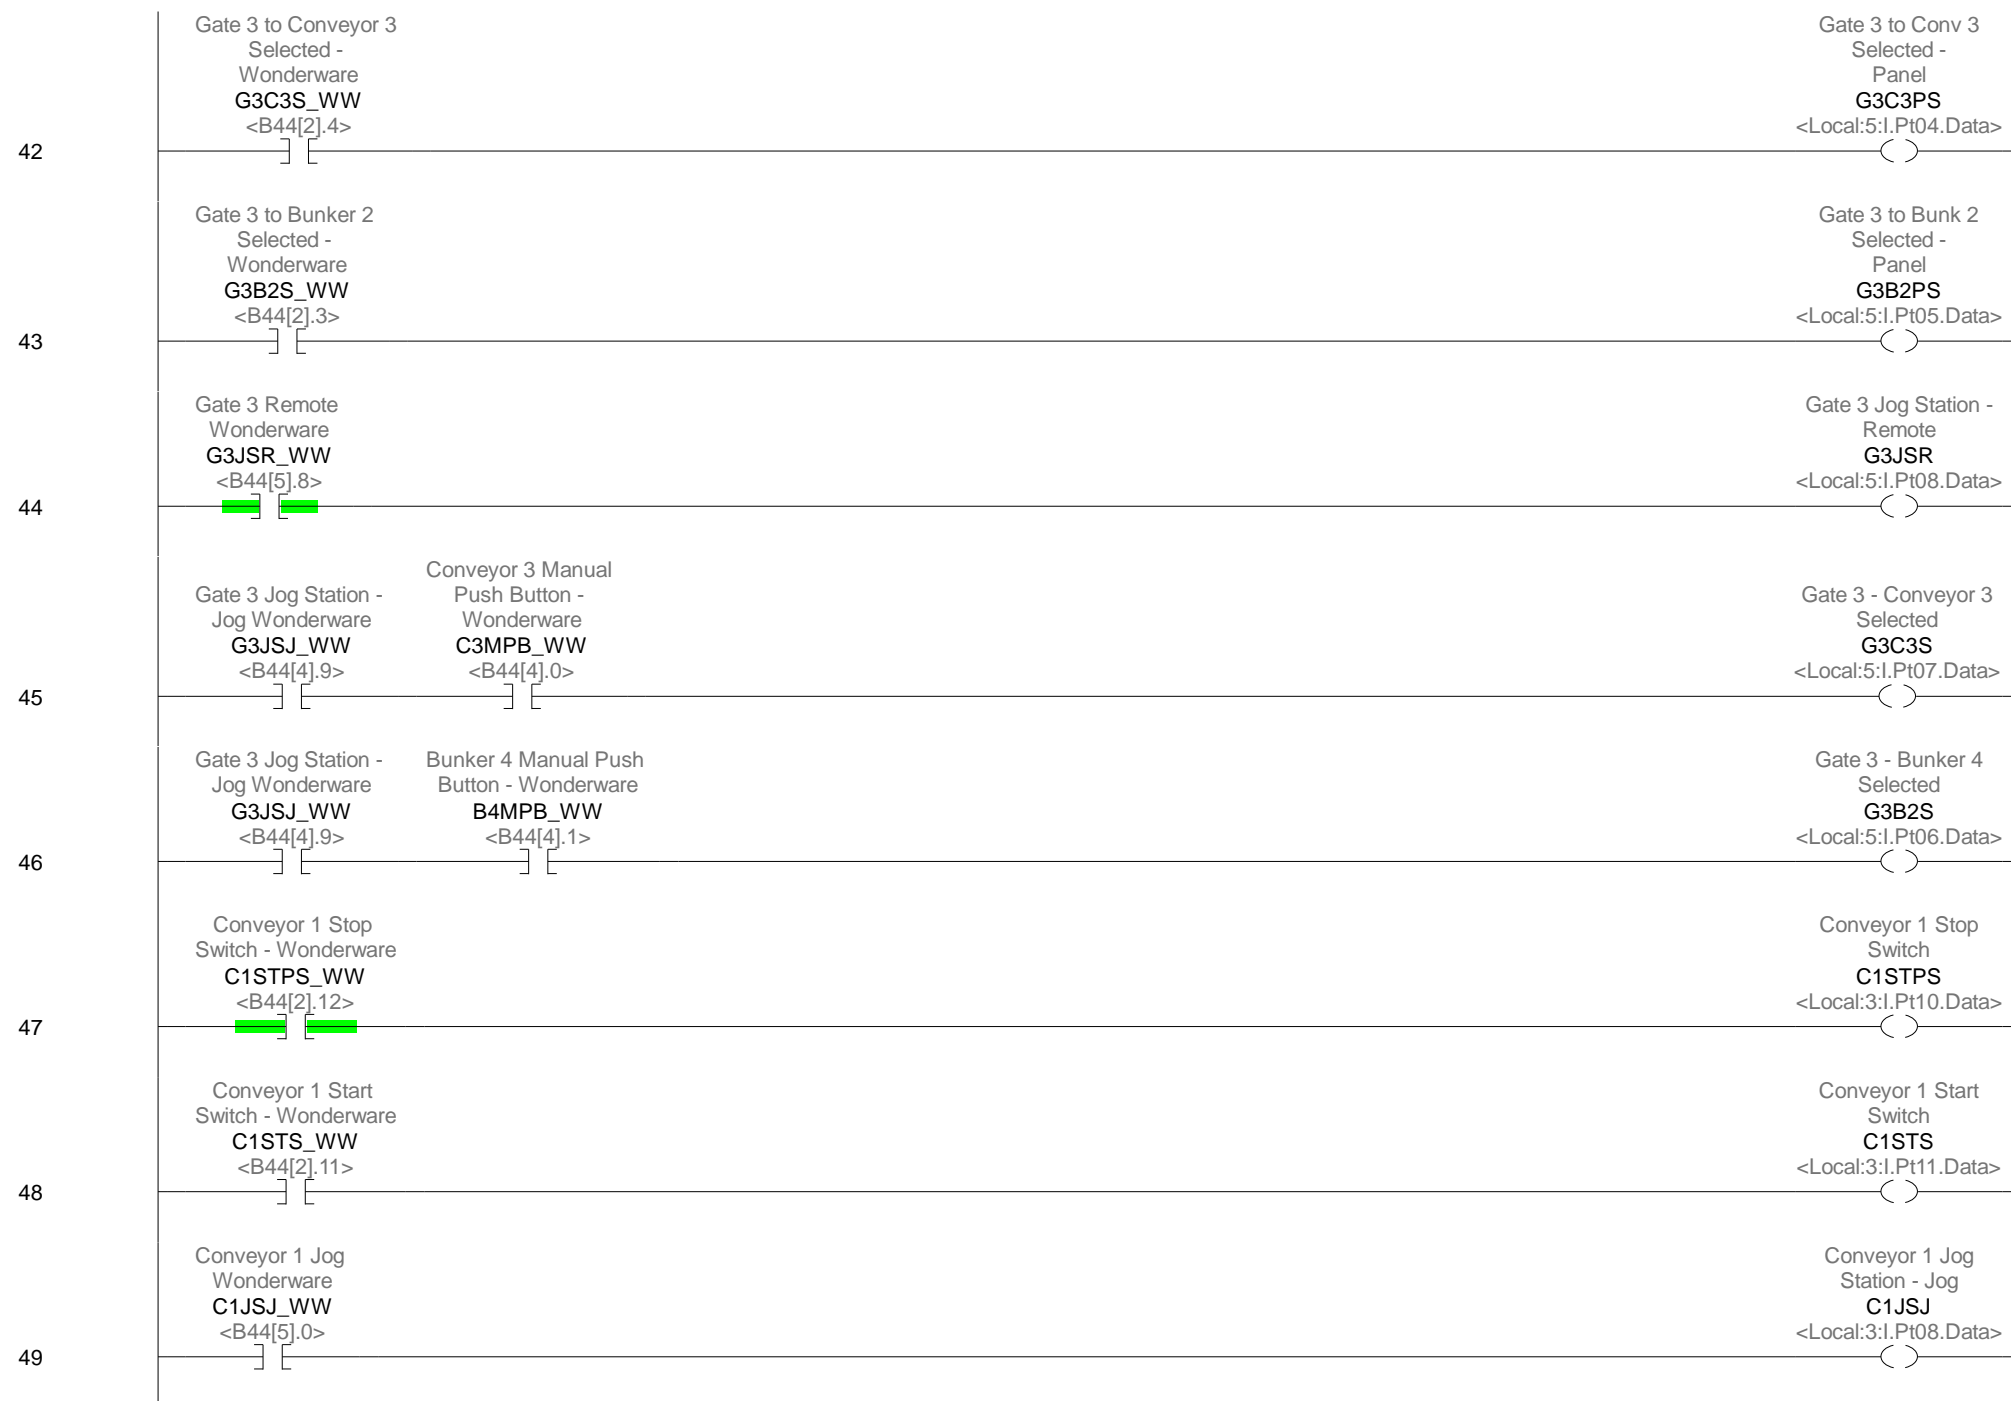 Gate 3 to Conveyor 3
Selected -
Wonderware
G3C3S_WW
<B44[2].4>
Gate 3 to Conv 3
Selected -
Panel
G3C3PS
<Local:5:I.Pt04.Data>
42
Gate 3 to Bunker 2
Selected -
Wonderware
G3B2S_WW
<B44[2].3>
Gate 3 to Bunk 2
Selected -
Panel
G3B2PS
<Local:5:I.Pt05.Data>
43
Gate 3 Remote
Wonderware
G3JSR_WW
<B44[5].8>
Gate 3 Jog Station -
Remote
G3JSR
<Local:5:I.Pt08.Data>
44
Gate 3 Jog Station -
Jog Wonderware
G3JSJ_WW
<B44[4].9>
Conveyor 3 Manual
Push Button -
Wonderware
C3MPB_WW
<B44[4].0>
Gate 3 - Conveyor 3
Selected
G3C3S
<Local:5:I.Pt07.Data>
45
Gate 3 Jog Station -
Jog Wonderware
G3JSJ_WW
<B44[4].9>
Bunker 4 Manual Push
Button - Wonderware
B4MPB_WW
<B44[4].1>
Gate 3 - Bunker 4
Selected
G3B2S
<Local:5:I.Pt06.Data>
46
Conveyor 1 Stop
Switch - Wonderware
C1STPS_WW
<B44[2].12>
Conveyor 1 Stop
Switch
C1STPS
<Local:3:I.Pt10.Data>
47
Conveyor 1 Start
Switch - Wonderware
C1STS_WW
<B44[2].11>
Conveyor 1 Start
Switch
C1STS
<Local:3:I.Pt11.Data>
48
Conveyor 1 Jog
Wonderware
C1JSJ_WW
<B44[5].0>
Conveyor 1 Jog
Station - Jog
C1JSJ
<Local:3:I.Pt08.Data>
49